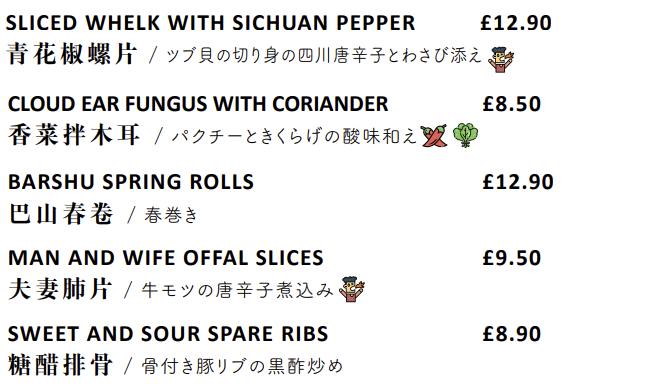 SLICED WHELK WITH SICHUAN PEPPER £12.90
青花椒螺片 / ツブ貝の切り身の四川唐辛子とわさび添え
CLOUD EAR FUNGUS WITH CORIANDER £8.50
香菜拌木耳 / パクチーときくらげの酸味和え
BARSHU SPRING ROLLS £12.90
巴山春卷 / 春巻き
MAN AND WIFE OFFAL SLICES £9.50
夫妻肺片 / 牛モツの唐辛子煮込み
SWEET AND SOUR SPARE RIBS £8.90
糖醋排骨 / 骨付き豚リブの黒酢炒め